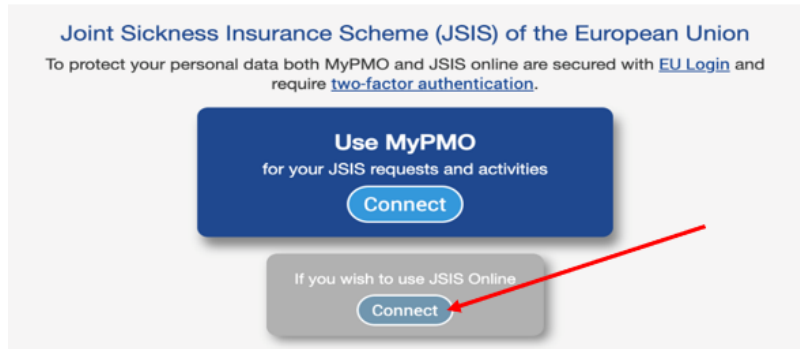 Joint Sickness Insurance Scheme (JSIS) of the European Union
To protect your personal data both MyPMO and JSIS online are secured with EU Login and
require two-factor authentication.
Use MyPMO
for your JSIS requests and activities
Connect
If you wish to use JSIS Online
Connect